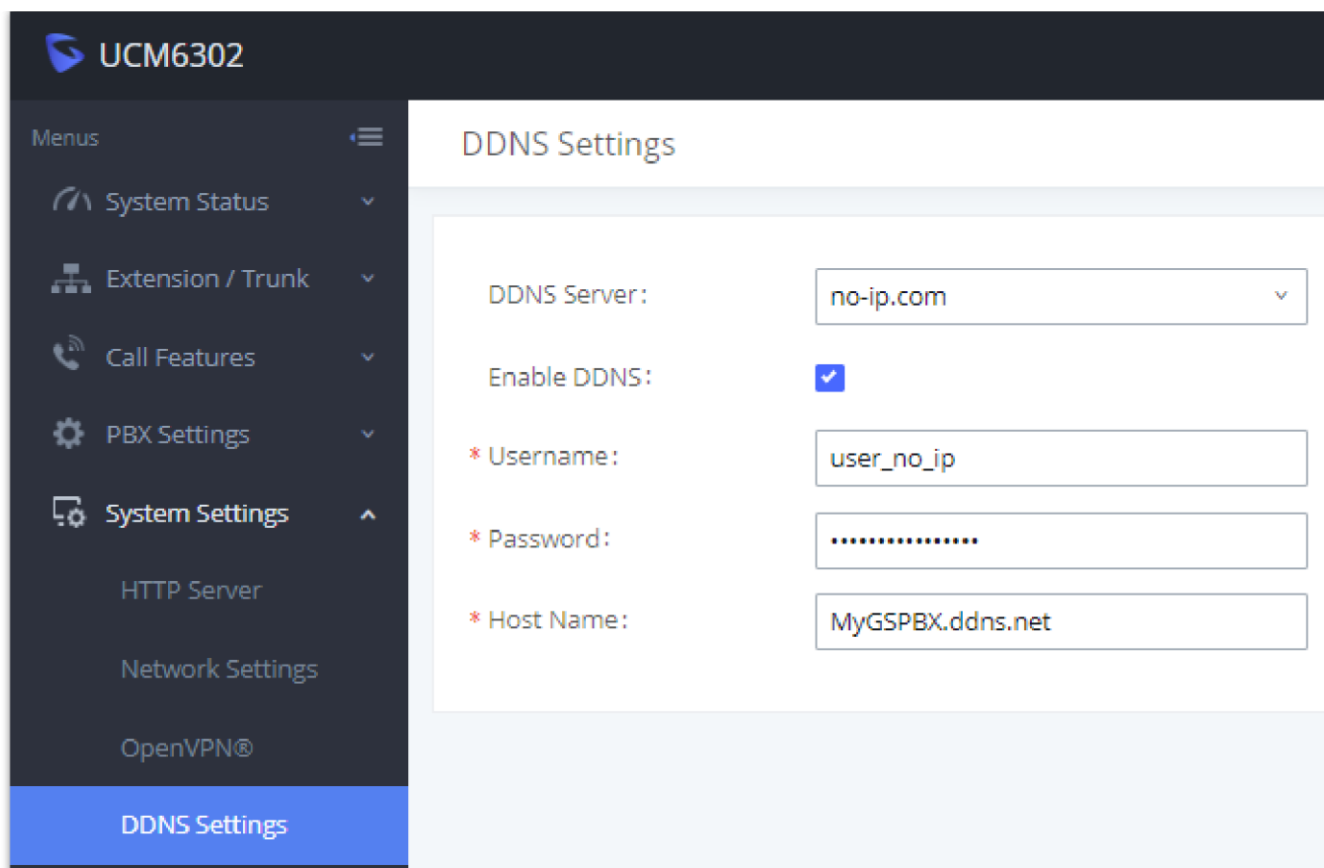 UCM6302
Menus
System Status
Extension / Trunk
Call Features
PBX Settings
System Settings
HTTP Server
Network Settings
OpenVPN®
DDNS Settings
DDNS Settings
DDNS Server: no-ip.com
Enable DDNS:
* Username: user_no_ip
* Password: ••••••••••••••••
* Host Name: MyGSPBX.ddns.net